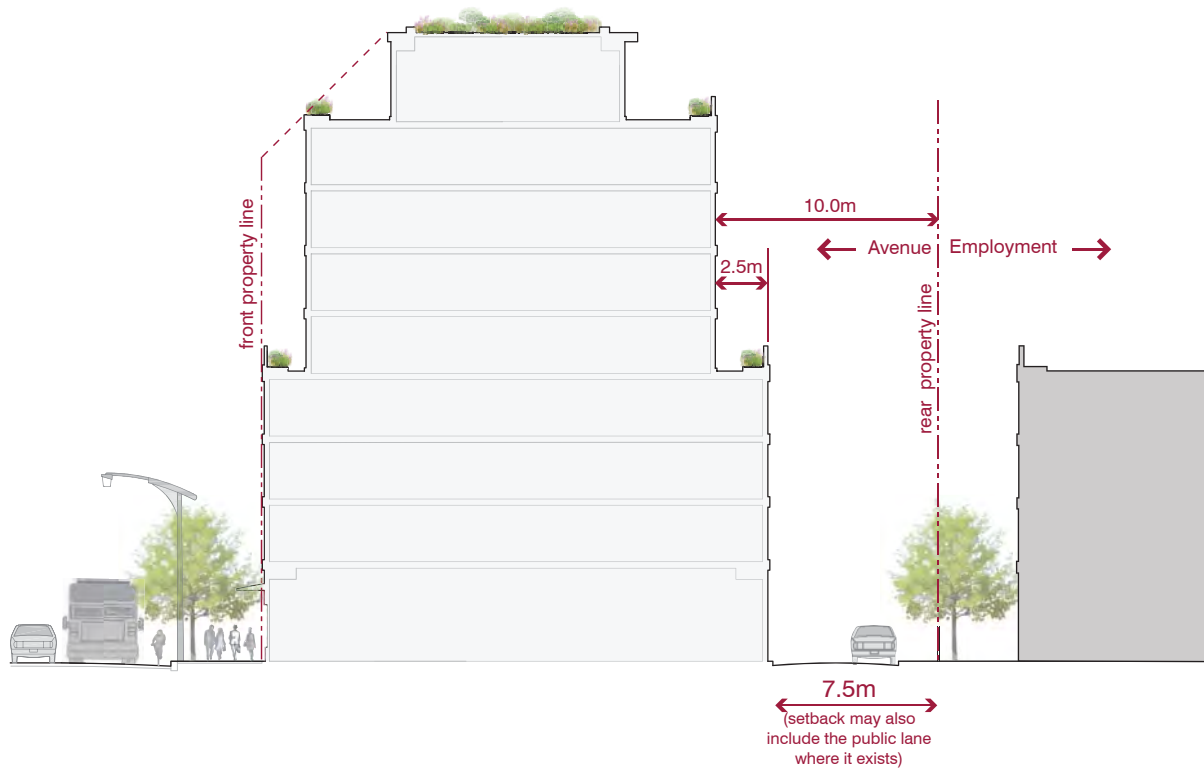 front property line
10.0m
Avenue
Employment
2.5m
rear property line
7.5m
(setback may also
include the public lane
where it exists)